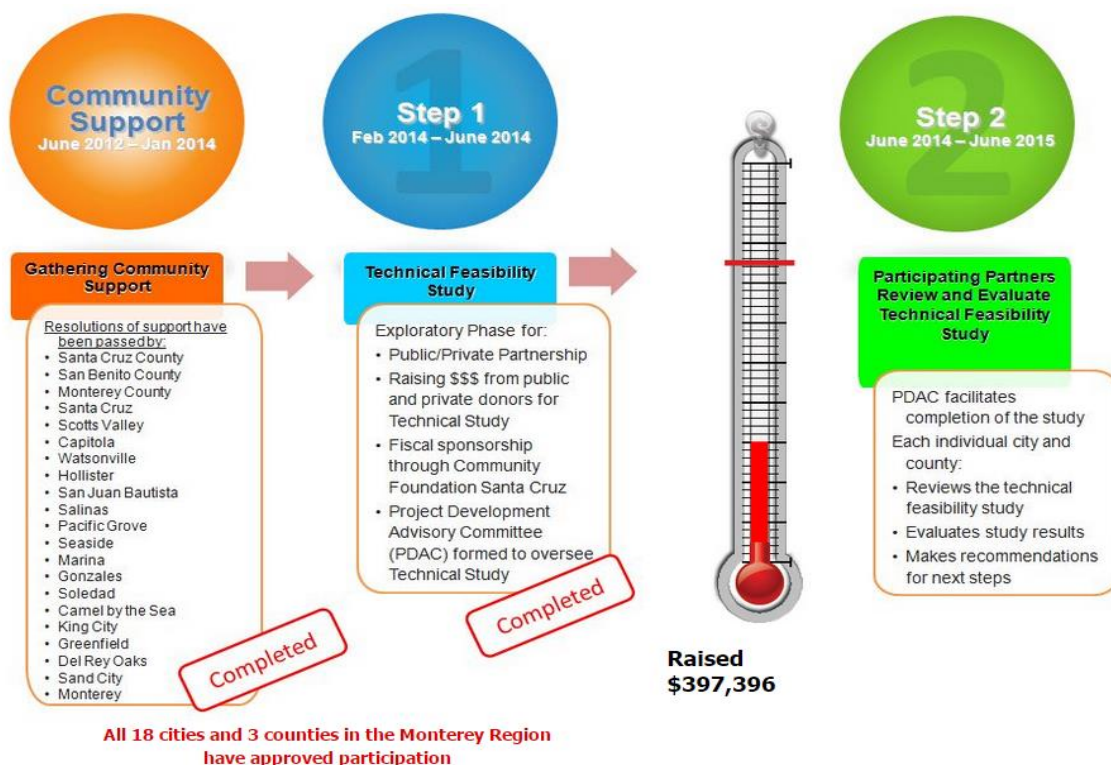 Community
Support
June 2012 – Jan 2014
Gathering Community
Support
Resolutions of support have
been passed by:
• Santa Cruz County
• San Benito County
• Monterey County
• Santa Cruz
• Scotts Valley
• Capitola
• Watsonville
• Hollister
• San Juan Bautista
• Salinas
• Pacific Grove
• Seaside
• Marina
• Gonzales
• Soledad
• Carmel by the Sea
• King City
• Greenfield
• Del Rey Oaks
• Sand City
• Monterey
Completed
1
Step 1
Feb 2014 – June 2014
Technical Feasibility
Study
Exploratory Phase for:
• Public/Private Partnership
• Raising $$$ from public
and private donors for
Technical Study
• Fiscal sponsorship
through Community
Foundation Santa Cruz
• Project Development
Advisory Committee
(PDAC) formed to oversee
Technical Study
Completed
Raised
$397,396
2
Step 2
June 2014 – June 2015
Participating Partners
Review and Evaluate
Technical Feasibility
Study
PDAC facilitates
completion of the study
Each individual city and
county:
• Reviews the technical
feasibility study
• Evaluates study results
• Makes recommendations
for next steps
All 18 cities and 3 counties in the Monterey Region
have approved participation